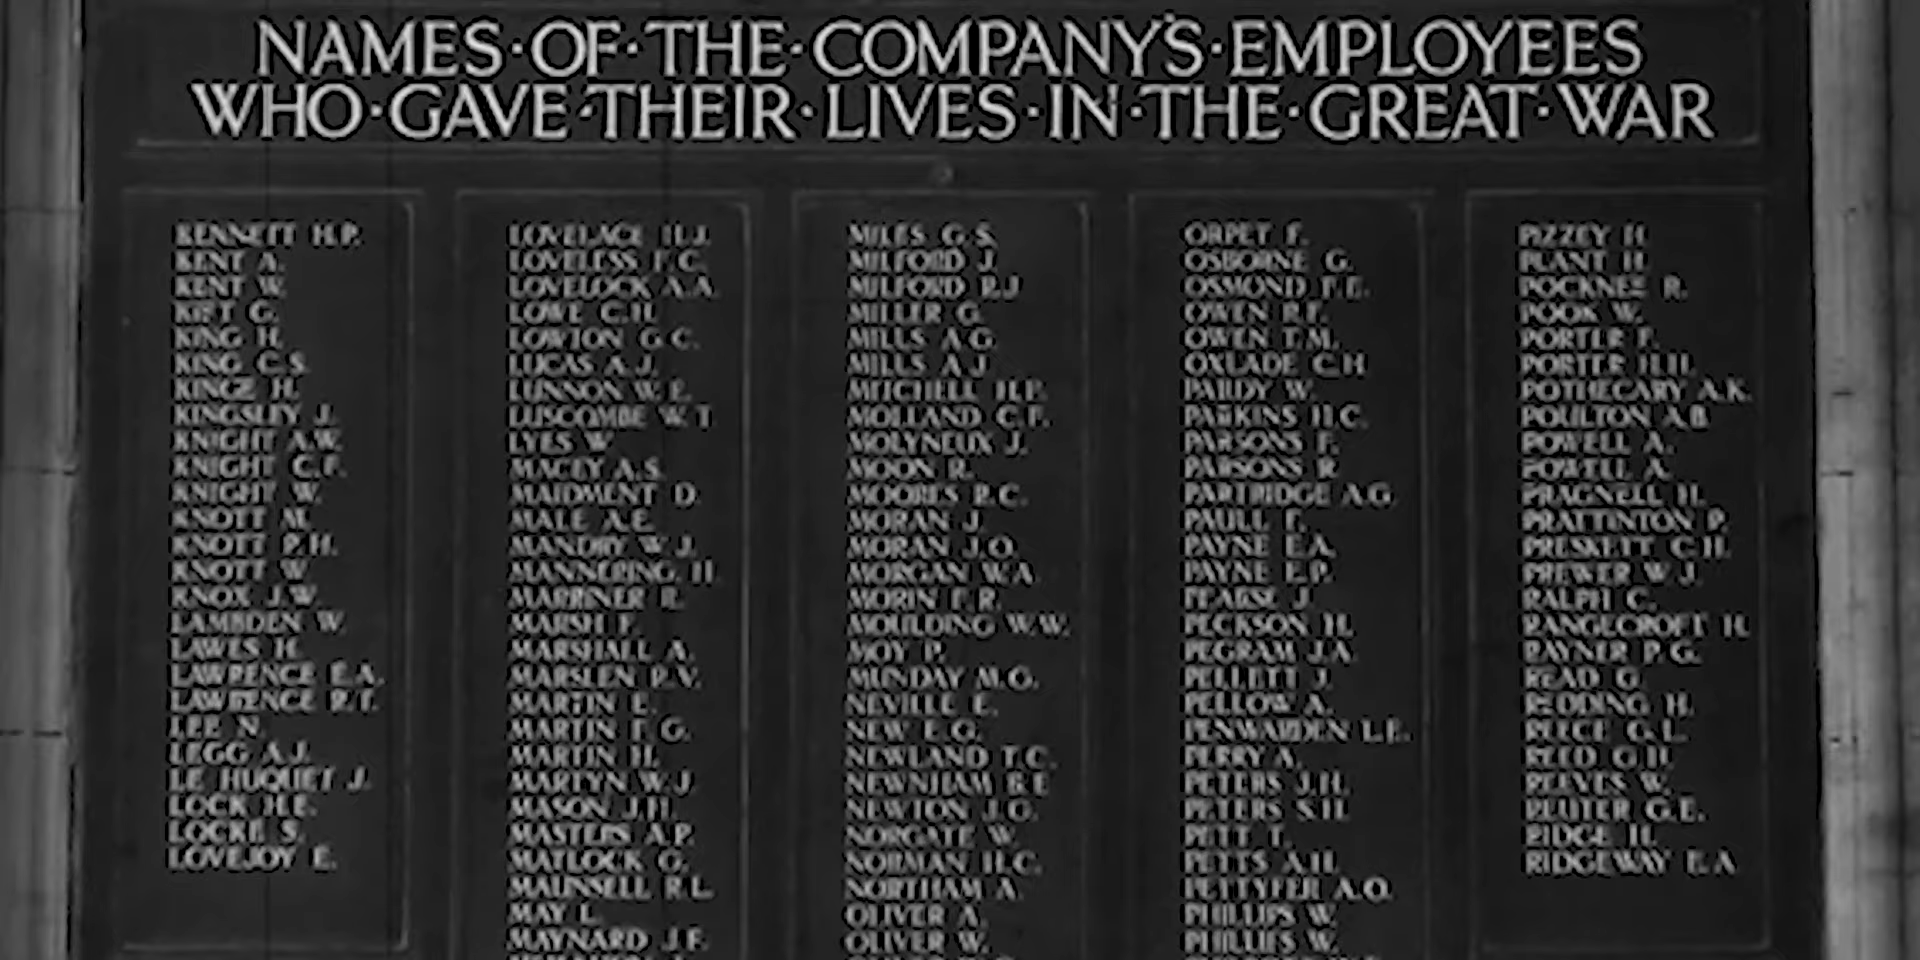 NAMES·OF·THE·COMPANY'S·EMPLOYEES
WHO·GAVE·THEIR·LIVES·IN·THE·GREAT·WAR
KENNETT H.P.
KENT A.
KENT W.
KIFT G.
KING H.
KING C.S.
KINGE H.
KINGSLEY J.
KNIGHT A.W.
KNIGHT C.F.
KNIGHT W.
KNOTT M.
KNOTT P.H.
KNOTT W.
KNOX J.W.
LAMBDEN W.
LAWES H.
LAWRENCE E.A.
LAWRENCE R.T.
LEE N.
LEGG A.J.
LE HUQUET J.
LOCK H.E.
LOCKE S.
LOVEJOY E.
LOVELACE H.J.
LOVELESS F.C.
LOVELOCK A.A.
LOWE C.H.
LOWTON G.C.
LUCAS A.J.
LUNNON W.E.
LUSCOMBE W.T.
LYES W.
MACEY A.S.
MAIDMENT D.
MALE A.E.
MANDRY W.J.
MANNERING H.
MARRINER R.
MARSH F.
MARSHALL A.
MARSLEN R.V.
MARTIN E.
MARTIN F.G.
MARTIN H.
MARTYN W.J.
MASON J.H.
MASTERS A.P.
MATLOCK G.
MAUNSELL R.L.
MAY L.
MAYNARD J.F.
MILES G.S.
MILFORD J.
MILFORD R.J.
MILLER G.
MILLS A.G.
MILLS A.J.
MITCHELL H.P.
MOLLAND C.F.
MOLYNEUX J.
MOON R.
MOORES R.C.
MORAN J.
MORAN J.O.
MORGAN W.A.
MORIN F.R.
MOULDING W.W.
MOY P.
MUNDAY M.G.
NEVILLE E.
NEW E.G.
NEWLAND T.C.
NEWNHAM B.E.
NEWTON J.G.
NORGATE W.
NORMAN H.C.
NORTHAM A.
OLIVER A.
OLIVER W.
ORPET F.
OSBORNE G.
OSMOND F.E.
OWEN R.F.
OWEN T.M.
OXLADE C.H.
PARDY W.
PARKINS H.C.
PARSONS F.
PARSONS R.
PARTRIDGE A.G.
PAULL F.
PAYNE E.A.
PAYNE E.P.
PEARSE J.
PECKSON H.
PEGRAM J.A.
PELLETT J.
PELLOW A.
PENWARDEN L.E.
PERRY A.
PETERS J.H.
PETERS S.H.
PETT T.
PETTS A.H.
PETTYFER A.O.
PHILLIPS W.
PHILLIPS W.
PIZZEY H.
PLANT H.
POCKNEE R.
POOK W.
PORTER F.
PORTER H.H.
POTHECARY A.K.
POULTON A.B.
POWELL A.
POWELL A.
PRAGNELL H.
PRATTINTON P.
PRESKETT C.H.
PREWER W.J.
RALPH C.
RANGECROFT H.
RAYNER P.G.
READ G.
REDDING H.
REECE G.L.
REED G.H.
REEVES W.
REUTER G.E.
RIDGE H.
RIDGEWAY E.A.